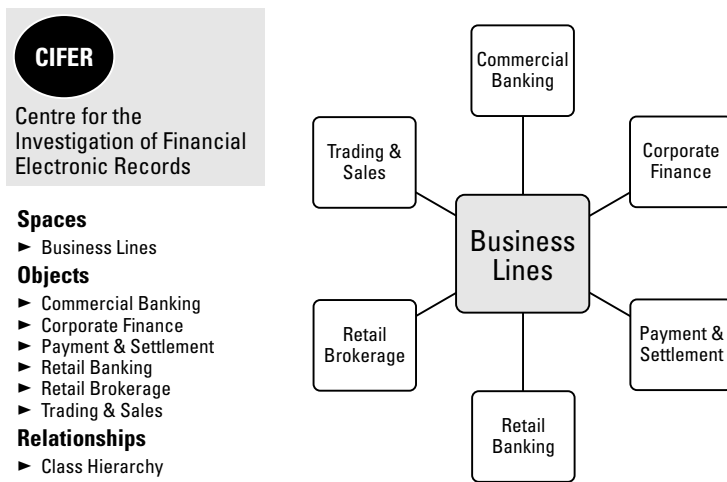 CIFER
Centre for the
Investigation of Financial
Electronic Records
Spaces
► Business Lines
Objects
► Commercial Banking
► Corporate Finance
► Payment & Settlement
► Retail Banking
► Retail Brokerage
► Trading & Sales
Relationships
► Class Hierarchy
Commercial
Banking
Trading &
Sales
Corporate
Finance
Business
Lines
Retail
Brokerage
Payment &
Settlement
Retail
Banking